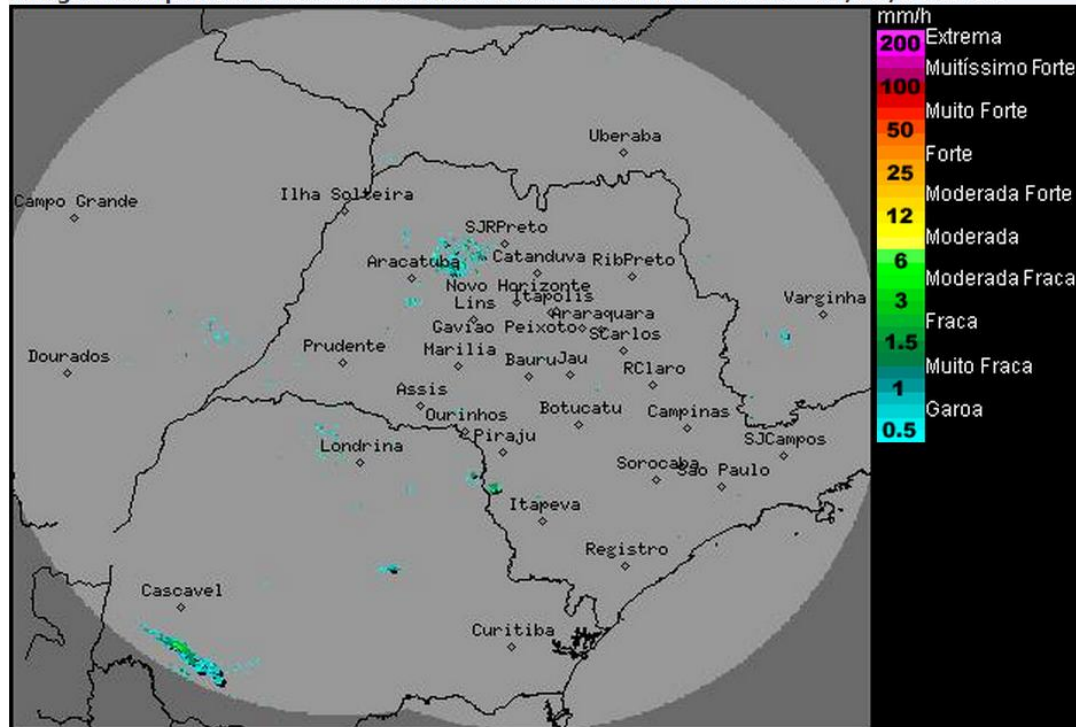 mm/h
200 Extrema
Muitíssimo Forte
100
Muito Forte
50
Forte
25
Moderada Forte
12
Moderada
6
Moderada Fraca
3
Fraca
1.5
Muito Fraca
1
Garoa
0.5
Uberaba
Campo Grande
Ilha Solteira
SJRPreto
Aracatuba
Catanduva
RibPreto
Novo Horizonte
Lins
Itapolis
Araraquara
Varginha
Gaviao Peixoto
SCarlos
Dourados
Prudente
Marilia
Bauru
Jau
RClaro
Assis
Ourinhos
Botucatu
Campinas
Londrina
Piraju
SJCampos
Sorocaba
Sao Paulo
Itapeva
Registro
Cascavel
Curitiba